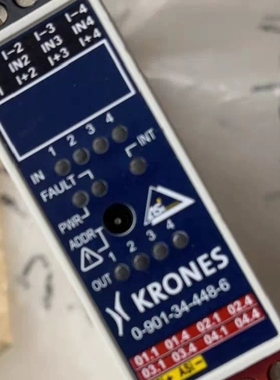 I-2 I-3 I-4
IN2 IN3 IN4
I+2 I+3 I+4
1 2 3 4
IN
INT
FAULT
PWR
ADDR
AS
1 2 3 4
OUT
KRONES
0-901-34-448-6
O1.1 O1.4 O2.1 O2.4
O3.1 O3.4 O4.1 O4.4
ASI-